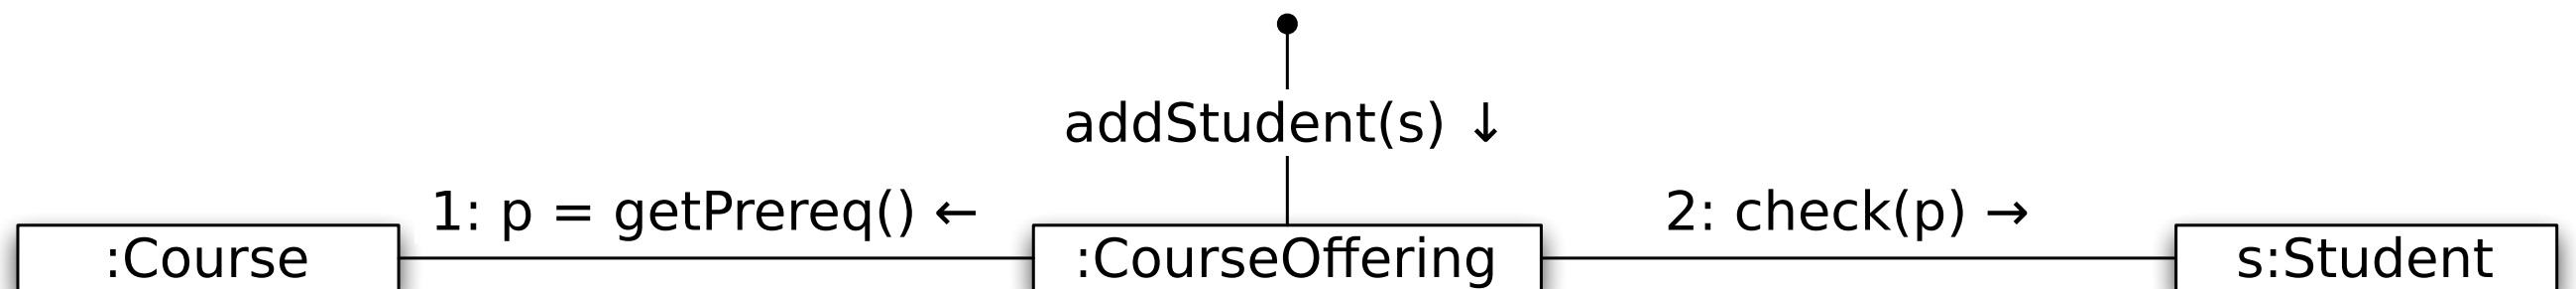 addStudent(s) ↓
1: p = getPrereq() ←
2: check(p) →
:Course
:CourseOffering
s:Student